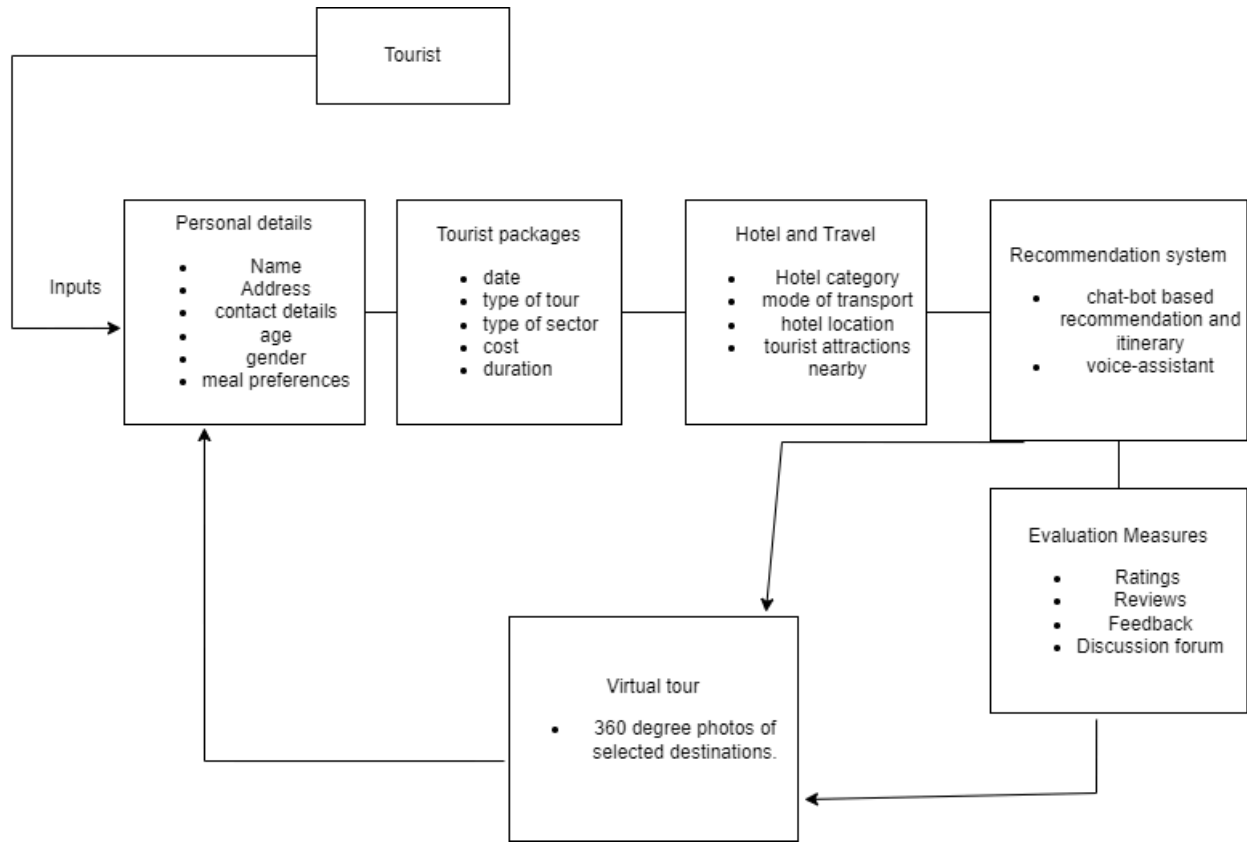 Tourist
Inputs
Personal details
Name
Address
contact details
age
gender
meal preferences
Tourist packages
date
type of tour
type of sector
cost
duration
Hotel and Travel
Hotel category
mode of transport
hotel location
tourist attractions
nearby
Recommendation system
chat-bot based
recommendation and
itinerary
voice-assistant
Evaluation Measures
Ratings
Reviews
Feedback
Discussion forum
Virtual tour
360 degree photos of
selected destinations.